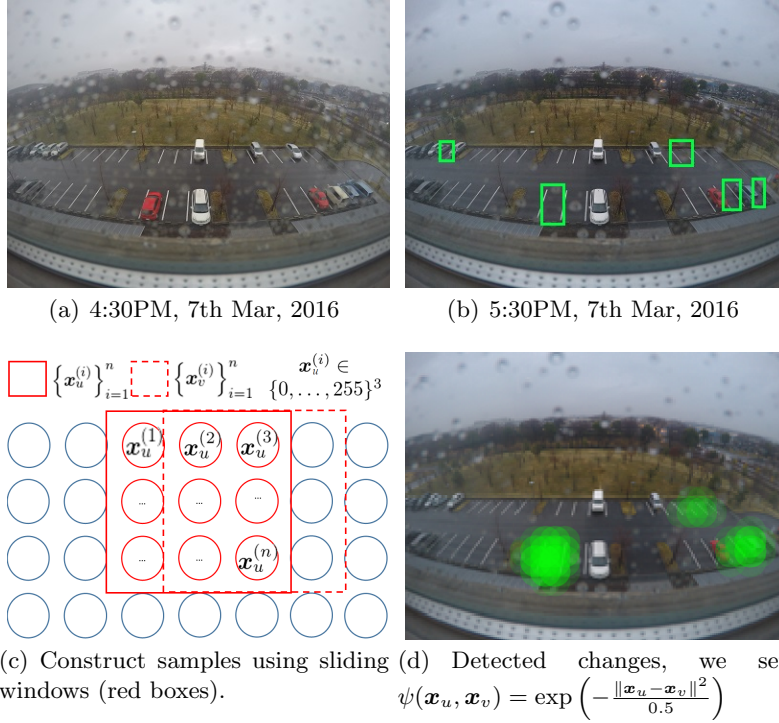 (a) 4:30PM, 7th Mar, 2016
(b) 5:30PM, 7th Mar, 2016
{x_u^(i)}_{i=1}^n {x_v^(i)}_{i=1}^n x_u^(i) ∈
{0, . . . , 255}^3
x_u^(1) x_u^(2) x_u^(3)
... ... ...
... ... x_u^(n)
(c) Construct samples using sliding
windows (red boxes).
(d) Detected changes, we se
ψ(x_u, x_v) = exp(−‖x_u−x_v‖^2/0.5)